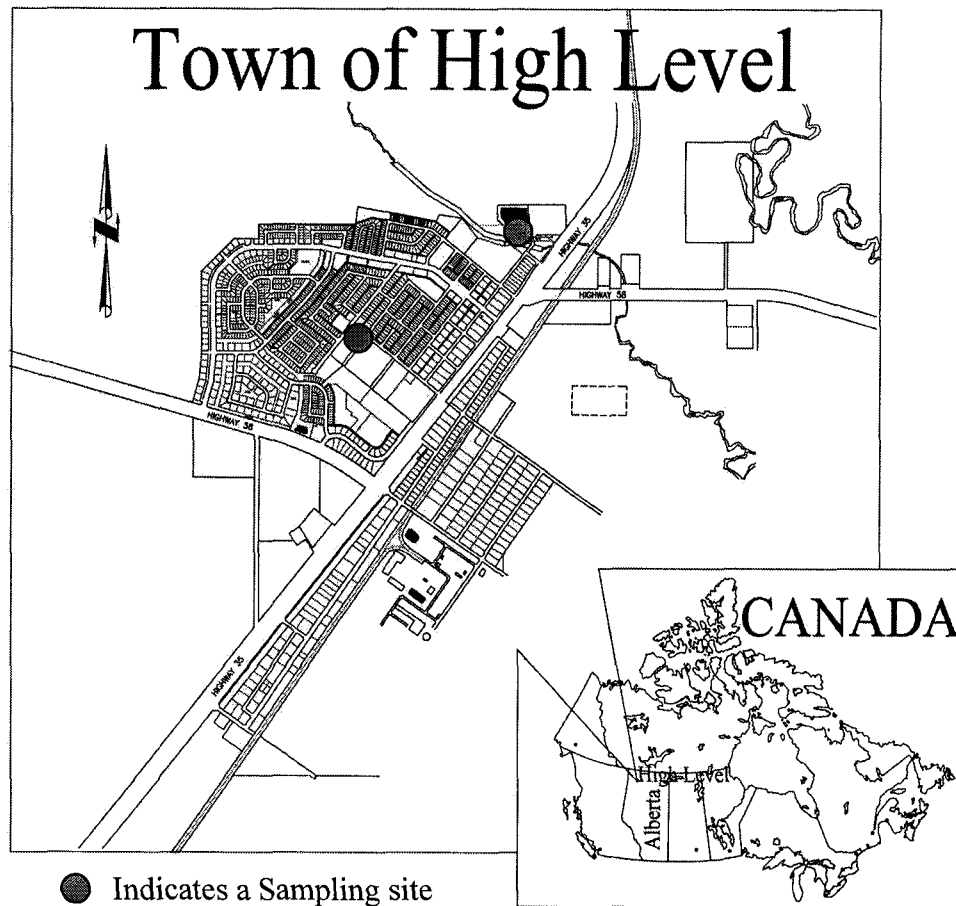 Town of High Level
HIGHWAY 35
HIGHWAY 58
HIGHWAY 58
HIGHWAY 35
CANADA
High Level
Alberta
Indicates a Sampling site